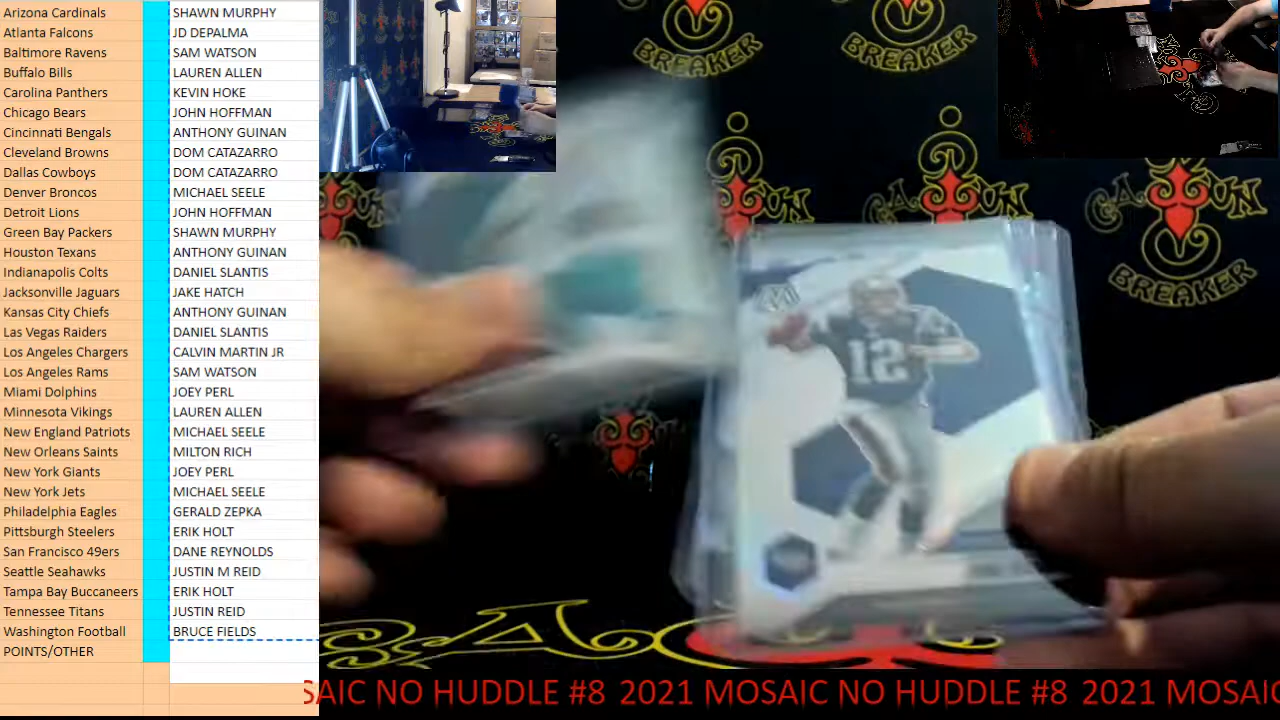 Arizona Cardinals SHAWN MURPHY
Atlanta Falcons JD DEPALMA
Baltimore Ravens SAM WATSON
Buffalo Bills LAUREN ALLEN
Carolina Panthers KEVIN HOKE
Chicago Bears JOHN HOFFMAN
Cincinnati Bengals ANTHONY GUINAN
Cleveland Browns DOM CATAZARRO
Dallas Cowboys DOM CATAZARRO
Denver Broncos MICHAEL SEELE
Detroit Lions JOHN HOFFMAN
Green Bay Packers SHAWN MURPHY
Houston Texans ANTHONY GUINAN
Indianapolis Colts DANIEL SLANTIS
Jacksonville Jaguars JAKE HATCH
Kansas City Chiefs ANTHONY GUINAN
Las Vegas Raiders DANIEL SLANTIS
Los Angeles Chargers CALVIN MARTIN JR
Los Angeles Rams SAM WATSON
Miami Dolphins JOEY PERL
Minnesota Vikings LAUREN ALLEN
New England Patriots MICHAEL SEELE
New Orleans Saints MILTON RICH
New York Giants JOEY PERL
New York Jets MICHAEL SEELE
Philadelphia Eagles GERALD ZEPKA
Pittsburgh Steelers ERIK HOLT
San Francisco 49ers DANE REYNOLDS
Seattle Seahawks JUSTIN M REID
Tampa Bay Buccaneers ERIK HOLT
Tennessee Titans JUSTIN REID
Washington Football BRUCE FIELDS
POINTS/OTHER
BREAKER
BREAKER
CAJUN
BREAKER
12
SAIC NO HUDDLE #8 2021 MOSAIC NO HUDDLE #8 2021 MOSAIC